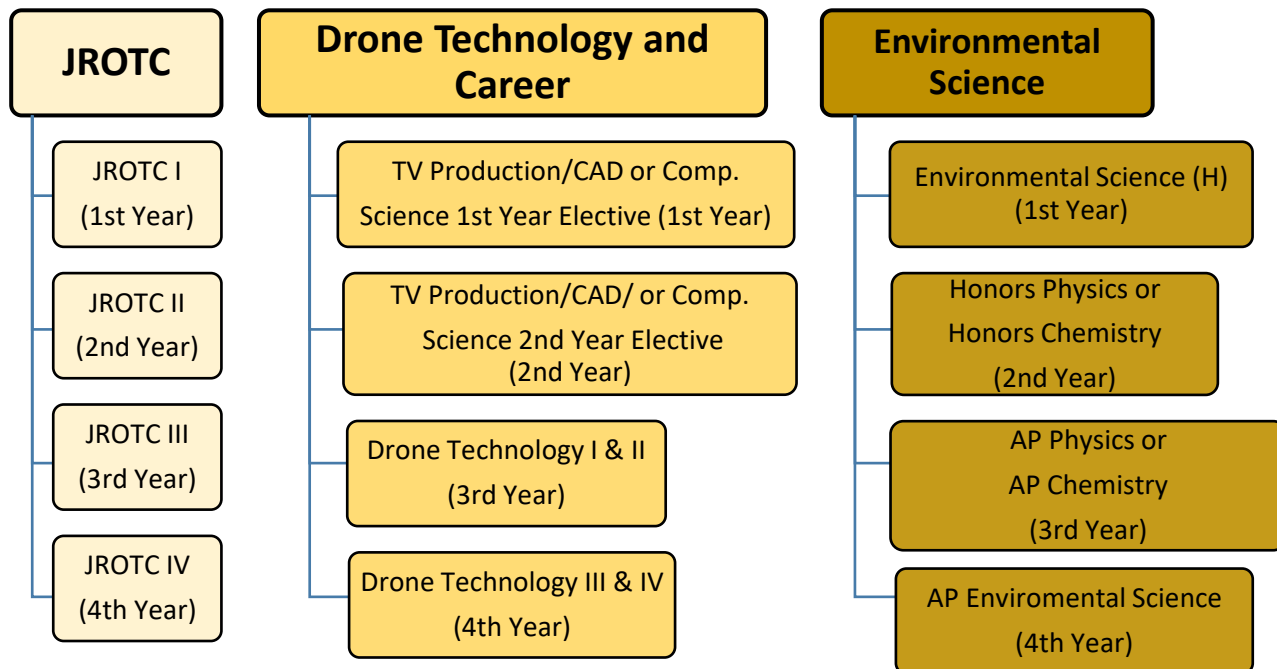 JROTC
JROTC I
(1st Year)
JROTC II
(2nd Year)
JROTC III
(3rd Year)
JROTC IV
(4th Year)
Drone Technology and
Career
TV Production/CAD or Comp.
Science 1st Year Elective (1st Year)
TV Production/CAD/ or Comp.
Science 2nd Year Elective
(2nd Year)
Drone Technology I & II
(3rd Year)
Drone Technology III & IV
(4th Year)
Environmental
Science
Environmental Science (H)
(1st Year)
Honors Physics or
Honors Chemistry
(2nd Year)
AP Physics or
AP Chemistry
(3rd Year)
AP Enviromental Science
(4th Year)